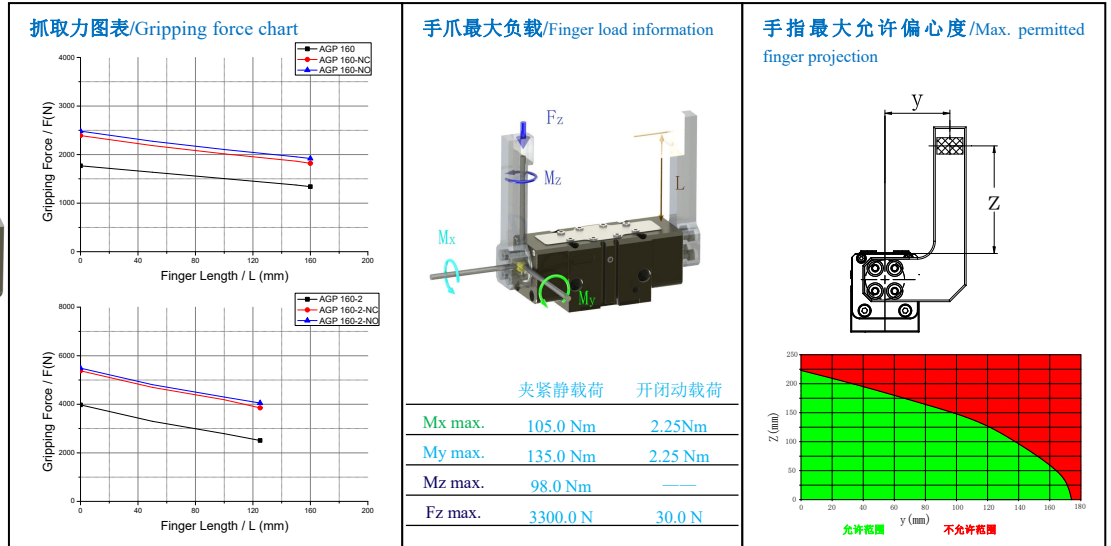 抓取力图表/Gripping force chart
AGP 160
AGP 160-NC
AGP 160-NO
4000
3000
2000
1000
0
Gripping Force / F(N)
0 40 80 120 160 200
Finger Length / L (mm)
AGP 160-2
AGP 160-2-NC
AGP 160-2-NO
8000
6000
4000
2000
0
Gripping Force / F(N)
0 40 80 120 160 200
Finger Length / L (mm)
手爪最大负载/Finger load information
Fz
Mz
L
Mx
My
夹紧静载荷 开闭动载荷
Mx max. 105.0 Nm 2.25Nm
My max. 135.0 Nm 2.25 Nm
Mz max. 98.0 Nm ——
Fz max. 3300.0 N 30.0 N
手指最大允许偏心度/Max. permitted
finger projection
y
Z
250
200
150
100
50
0
Z(mm)
0 20 40 60 80 100 120 140 160 180
y(mm)
允许范围 不允许范围